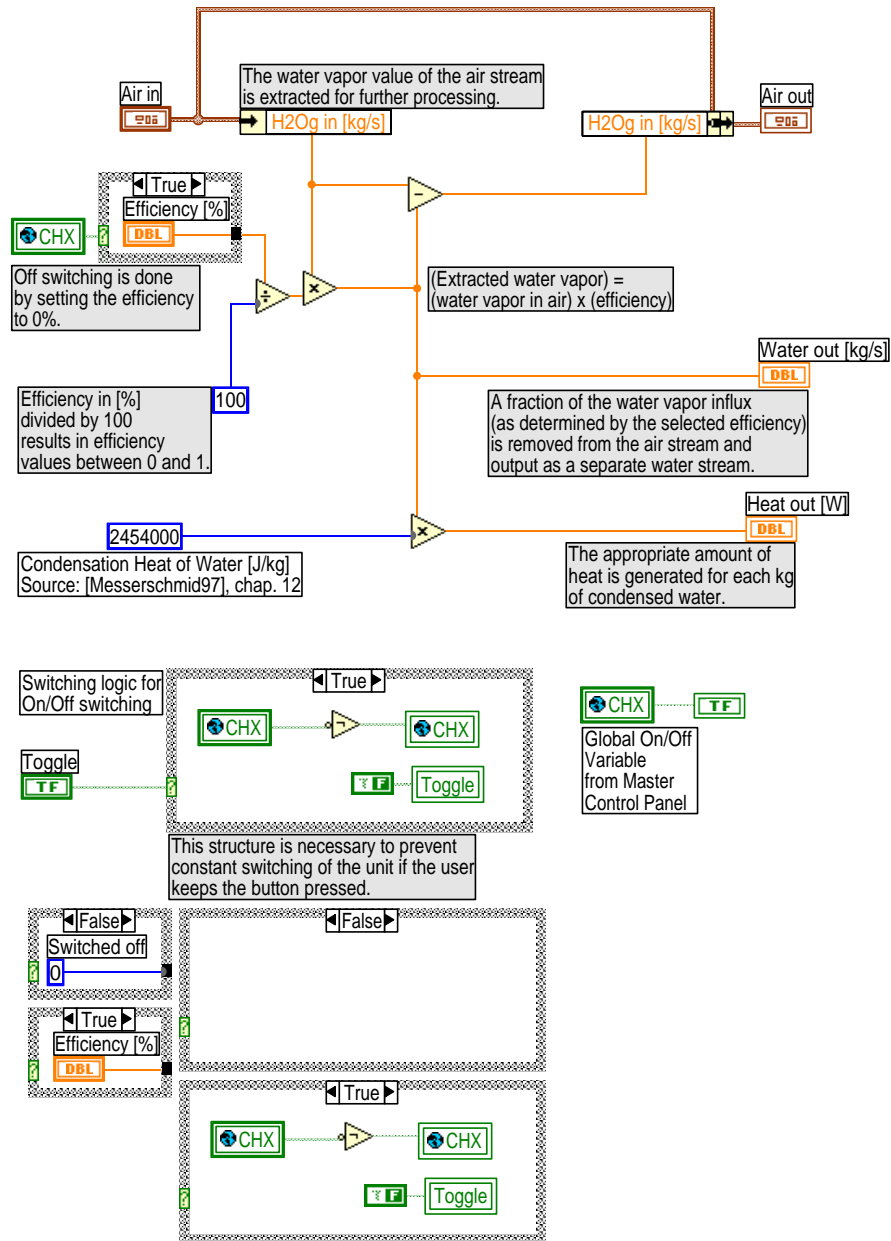 The water vapor value of the air stream
is extracted for further processing.
Air in
H2Og in [kg/s]
H2Og in [kg/s]
Air out
True
Efficiency [%]
DBL
CHX
?
Off switching is done
by setting the efficiency
to 0%.
÷
x
-
(Extracted water vapor) =
(water vapor in air) x (efficiency)
Water out [kg/s]
DBL
Efficiency in [%]
divided by 100
results in efficiency
values between 0 and 1.
100
A fraction of the water vapor influx
(as determined by the selected efficiency)
is removed from the air stream and
output as a separate water stream.
Heat out [W]
DBL
2454000
x
Condensation Heat of Water [J/kg]
Source: [Messerschmid97], chap. 12
The appropriate amount of
heat is generated for each kg
of condensed water.
Switching logic for
On/Off switching
True
CHX
¬
CHX
Toggle
TF
?
F
Toggle
CHX
TF
Global On/Off
Variable
from Master
Control Panel
This structure is necessary to prevent
constant switching of the unit if the user
keeps the button pressed.
False
Switched off
?
0
False
?
True
Efficiency [%]
?
DBL
True
CHX
¬
CHX
?
F
Toggle